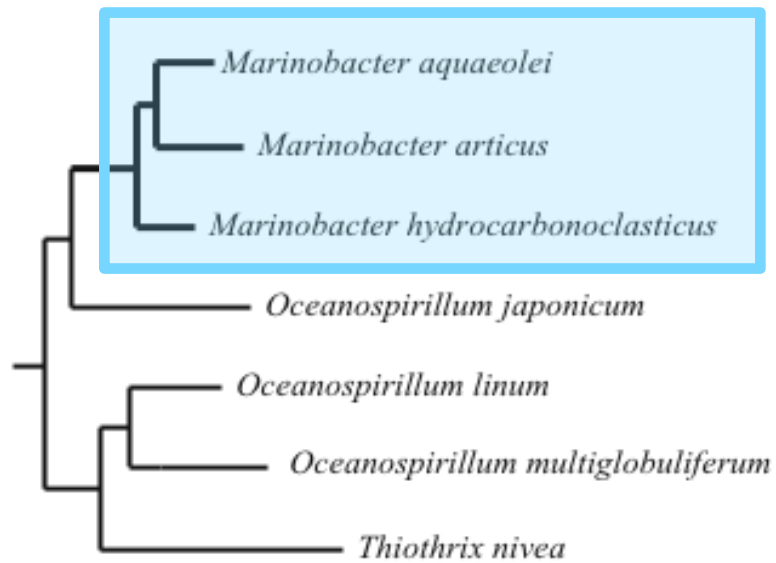 Marinobacter aquaeolei
Marinobacter articus
Marinobacter hydrocarbonoclasticus
Oceanospirillum japonicum
Oceanospirillum linum
Oceanospirillum multiglobuliferum
Thiothrix nivea